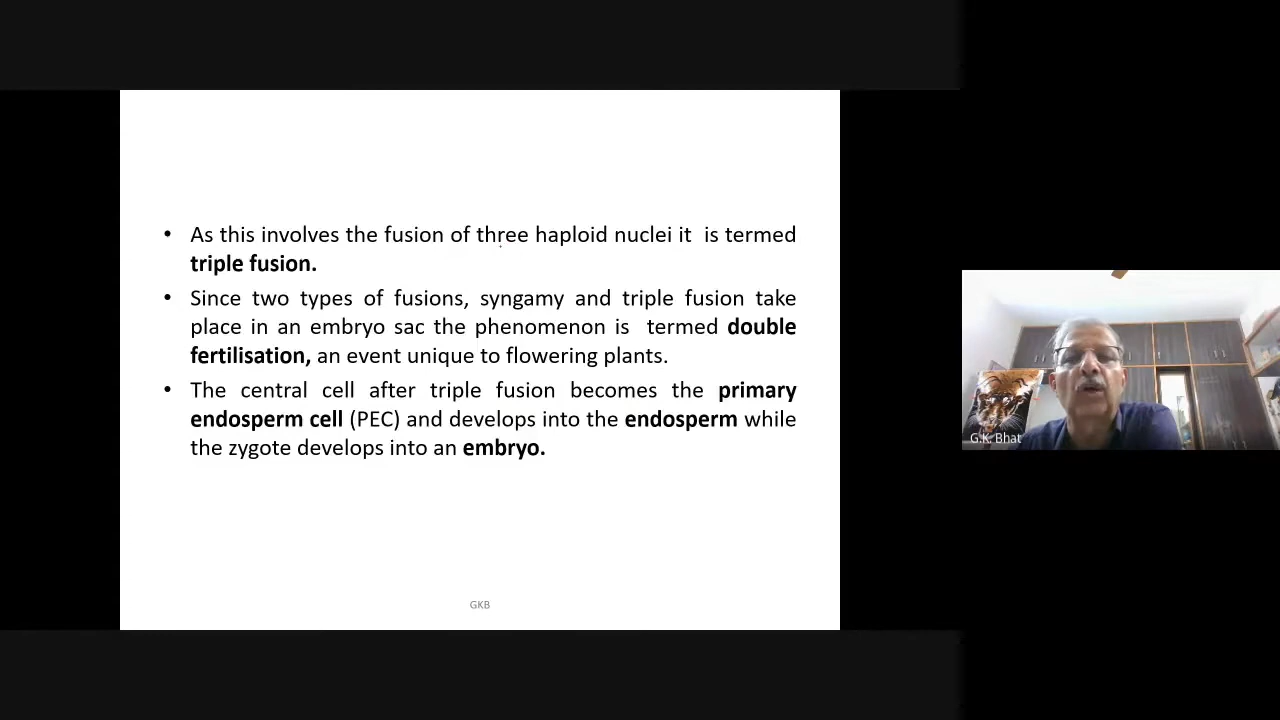 • As this involves the fusion of three haploid nuclei it is termed
triple fusion.
• Since two types of fusions, syngamy and triple fusion take
place in an embryo sac the phenomenon is termed double
fertilisation, an event unique to flowering plants.
• The central cell after triple fusion becomes the primary
endosperm cell (PEC) and develops into the endosperm while
the zygote develops into an embryo.
GKB
G.K. Bhat